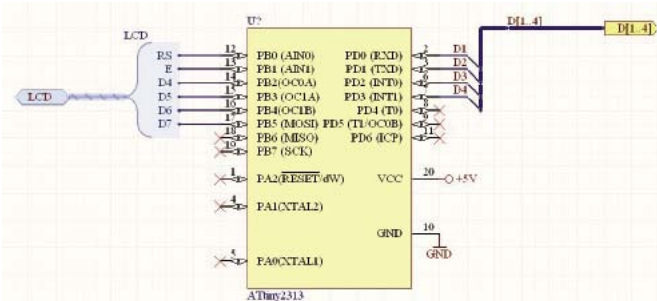 U?
D[1..4]
D[1..4]
LCD
LCD
RS
E
D4
D5
D6
D7
12
13
14
15
16
17
18
19
1
4
5
PB0 (AIN0)
PB1 (AIN1)
PB2(OC0A)
PB3 (OC1A)
PB4(OC1B)
PB5 (MOSI)
PB6 (MISO)
PB7 (SCK)
PA2(RESET/dW)
PA1(XTAL2)
PA0(XTAL1)
PD0 (RXD)
PD1 (TXD)
PD2 (INT0)
PD3 (INT1)
PD4 (T0)
PD5 (T1/OC0B)
PD6 (ICP)
VCC
GND
2
3
6
11
20
10
D1
D2
D3
D4
+5V
GND
ATtiny2313